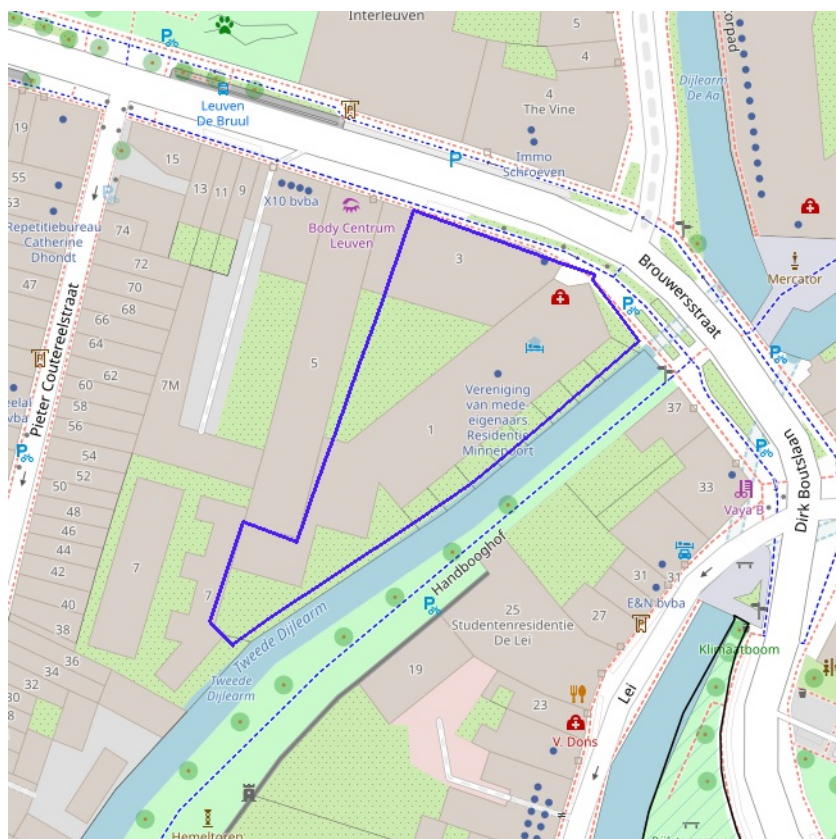 Interleuven
5
4
4
The Vine
Leuven
De Bruul
P
Immo
Schroeven
Dijlearm
De Aa
19
15
13
11
9
X10 bvba
Body Centrum
Leuven
55
53
Repetitiebureau
Catherine
Dhondt
74
72
47
70
68
66
64
62
60
58
56
54
52
50
48
46
44
42
40
38
36
34
32
30
7M
Pieter Coutereelstraat
3
5
1
7
7
Brouwersstraat
Mercator
Vereniging
van mede-
eigenaars
Residentie
Minnepoort
37
33
Vaya B
Dirk Boutslaan
Handbooghof
Tweede Dijlearm
Tweede
Dijlearm
31
31
E&N bvba
27
25
Studentenresidentie
De Lei
19
23
V. Dons
Lei
Klimaatboom
Hemeltoren